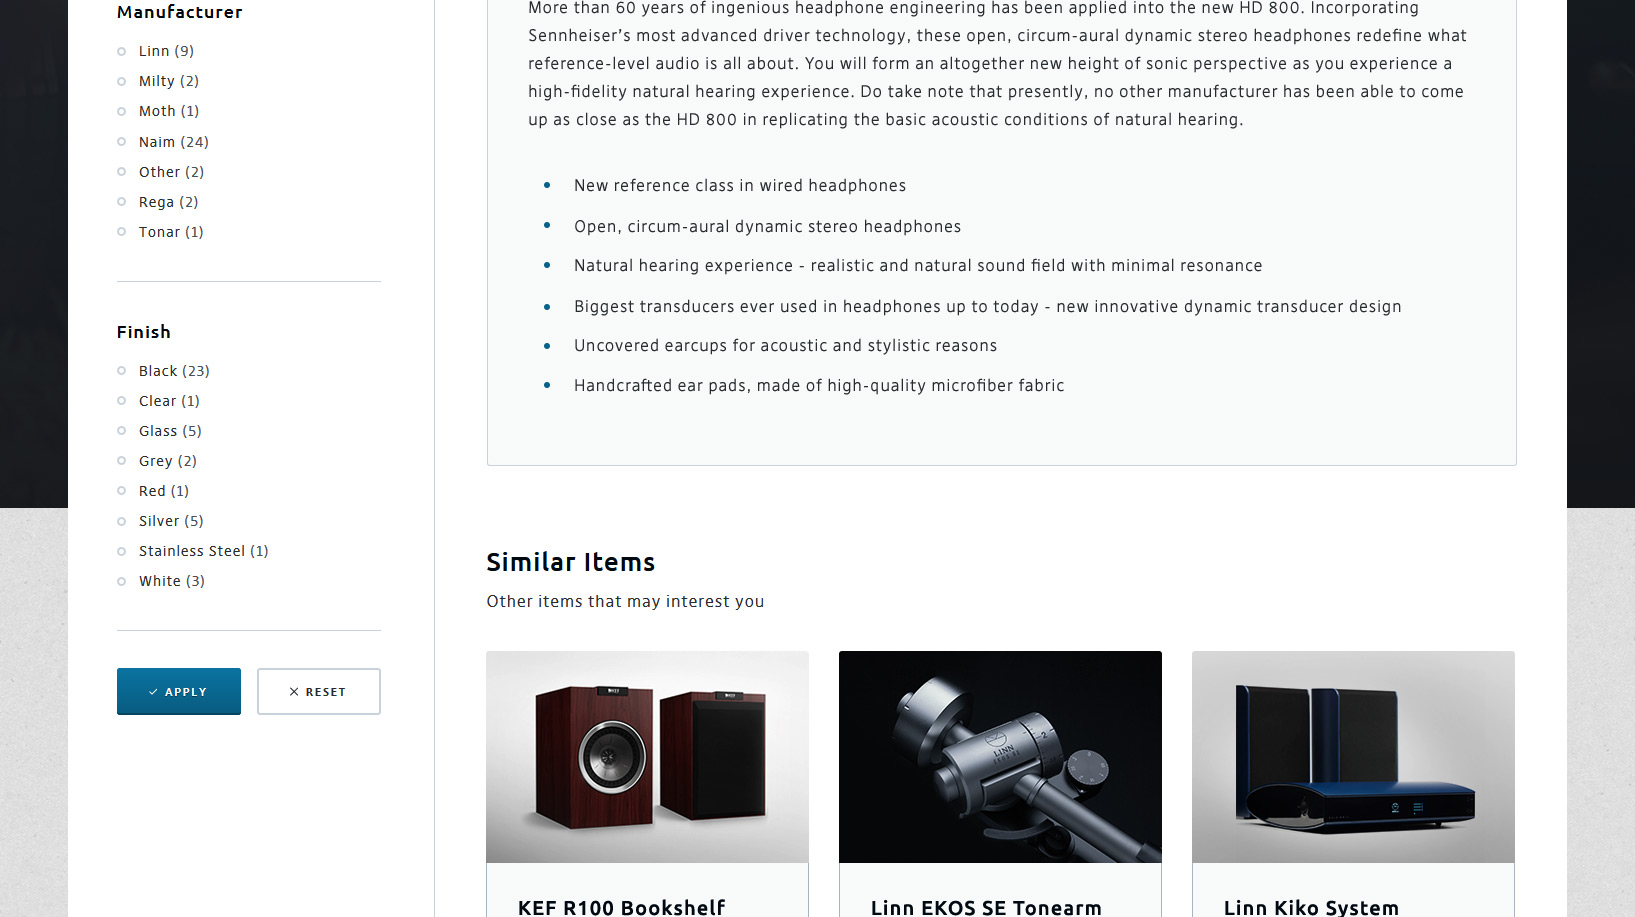 Manufacturer
Linn (9)
Milty (2)
Moth (1)
Naim (24)
Other (2)
Rega (2)
Tonar (1)
Finish
Black (23)
Clear (1)
Glass (5)
Grey (2)
Red (1)
Silver (5)
Stainless Steel (1)
White (3)
APPLY
RESET
More than 60 years of ingenious headphone engineering has been applied into the new HD 800. Incorporating
Sennheiser’s most advanced driver technology, these open, circum-aural dynamic stereo headphones redefine what
reference-level audio is all about. You will form an altogether new height of sonic perspective as you experience a
high-fidelity natural hearing experience. Do take note that presently, no other manufacturer has been able to come
up as close as the HD 800 in replicating the basic acoustic conditions of natural hearing.
New reference class in wired headphones
Open, circum-aural dynamic stereo headphones
Natural hearing experience - realistic and natural sound field with minimal resonance
Biggest transducers ever used in headphones up to today - new innovative dynamic transducer design
Uncovered earcups for acoustic and stylistic reasons
Handcrafted ear pads, made of high-quality microfiber fabric
Similar Items
Other items that may interest you
KEF
KEF
LINN
2
KEF R100 Bookshelf
Linn EKOS SE Tonearm
Linn Kiko System